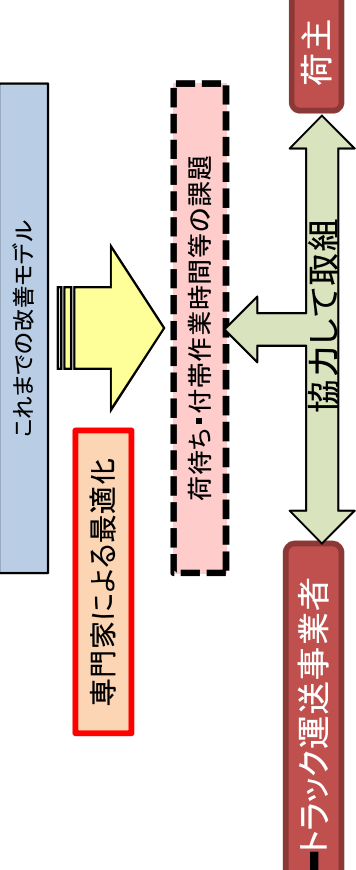 これまでの改善モデル
専門家による最適化
荷待ち・付帯作業時間等の課題
協力して取組
トラック運送事業者
荷主